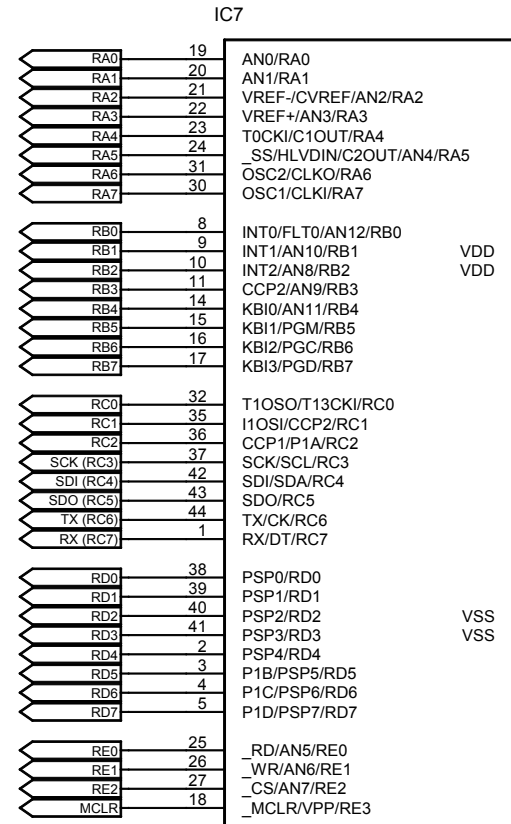 IC7
RA0 19 AN0/RA0
RA1 20 AN1/RA1
RA2 21 VREF-/CVREF/AN2/RA2
RA3 22 VREF+/AN3/RA3
RA4 23 T0CKI/C1OUT/RA4
RA5 24 _SS/HLVDIN/C2OUT/AN4/RA5
RA6 31 OSC2/CLKO/RA6
RA7 30 OSC1/CLKI/RA7
RB0 8 INT0/FLT0/AN12/RB0
RB1 9 INT1/AN10/RB1 VDD
RB2 10 INT2/AN8/RB2 VDD
RB3 11 CCP2/AN9/RB3
RB4 14 KBI0/AN11/RB4
RB5 15 KBI1/PGM/RB5
RB6 16 KBI2/PGC/RB6
RB7 17 KBI3/PGD/RB7
RC0 32 T1OSO/T13CKI/RC0
RC1 35 I1OSI/CCP2/RC1
RC2 36 CCP1/P1A/RC2
SCK (RC3) 37 SCK/SCL/RC3
SDI (RC4) 42 SDI/SDA/RC4
SDO (RC5) 43 SDO/RC5
TX (RC6) 44 TX/CK/RC6
RX (RC7) 1 RX/DT/RC7
RD0 38 PSP0/RD0
RD1 39 PSP1/RD1
RD2 40 PSP2/RD2 VSS
RD3 41 PSP3/RD3 VSS
RD4 2 PSP4/RD4
RD5 3 P1B/PSP5/RD5
RD6 4 P1C/PSP6/RD6
RD7 5 P1D/PSP7/RD7
RE0 25 _RD/AN5/RE0
RE1 26 _WR/AN6/RE1
RE2 27 _CS/AN7/RE2
MCLR 18 _MCLR/VPP/RE3